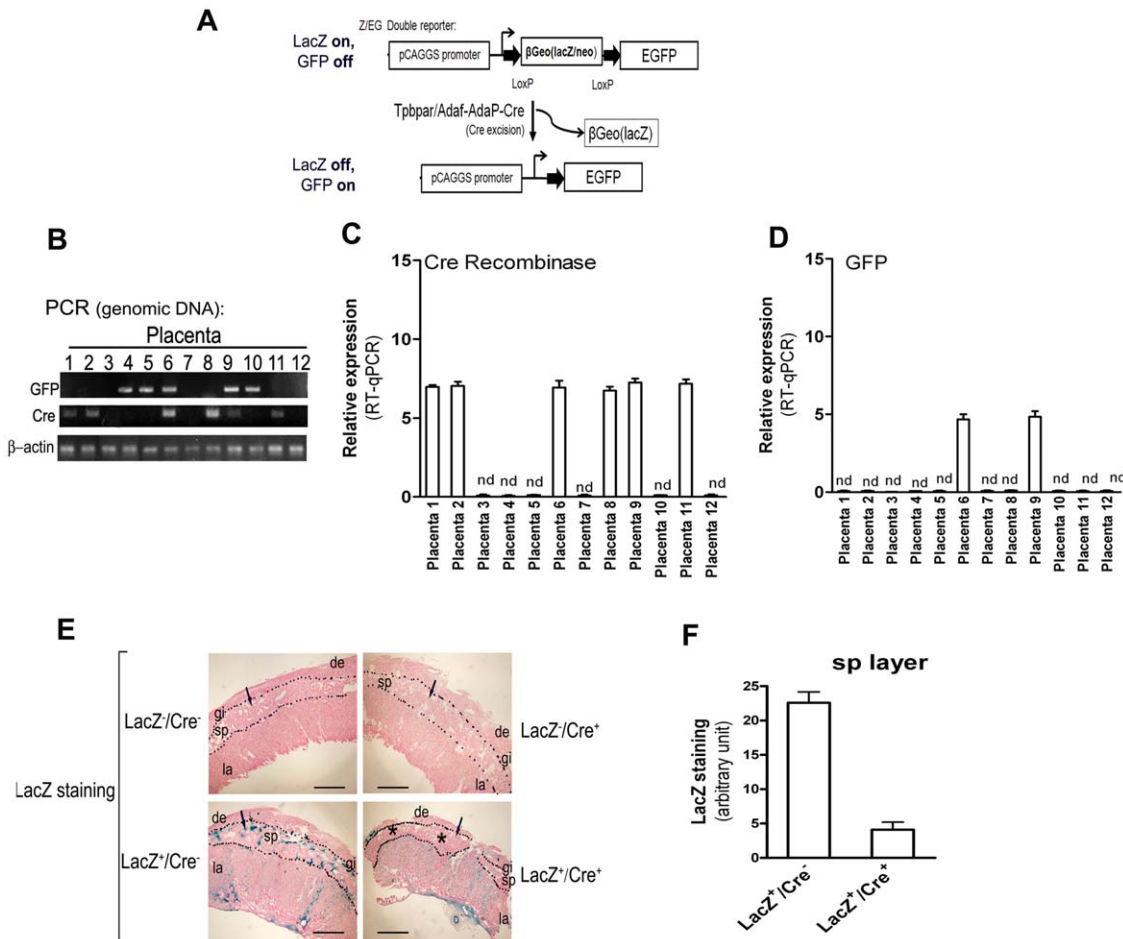 A
Z/EG Double reporter:
LacZ on,
GFP off
pCAGGS promoter
βGeo(lacZ/neo)
EGFP
LoxP
LoxP
Tpbpar/Adaf-AdaP-Cre
(Cre excision)
βGeo(lacZ)
LacZ off,
GFP on
pCAGGS promoter
EGFP
B
PCR (genomic DNA):
Placenta
1 2 3 4 5 6 7 8 9 10 11 12
GFP
Cre
β–actin
C
Cre Recombinase
Relative expression
(RT-qPCR)
15
10
5
0
nd nd nd nd nd nd
Placenta 1
Placenta 2
Placenta 3
Placenta 4
Placenta 5
Placenta 6
Placenta 7
Placenta 8
Placenta 9
Placenta 10
Placenta 11
Placenta 12
D
GFP
Relative expression
(RT-qPCR)
15
10
5
0
nd nd nd nd nd nd nd nd nd nd
Placenta 1
Placenta 2
Placenta 3
Placenta 4
Placenta 5
Placenta 6
Placenta 7
Placenta 8
Placenta 9
Placenta 10
Placenta 11
Placenta 12
E
LacZ staining
LacZ⁻/Cre⁻
de
gi
sp
la
LacZ⁻/Cre⁺
sp
de
gi
la
LacZ⁺/Cre⁻
de
sp
la
gi
LacZ⁺/Cre⁺
de
* *
gi
sp
la
F
sp layer
LacZ staining
(arbitrary unit)
25
20
15
10
5
0
LacZ⁺/Cre⁻
LacZ⁺/Cre⁺